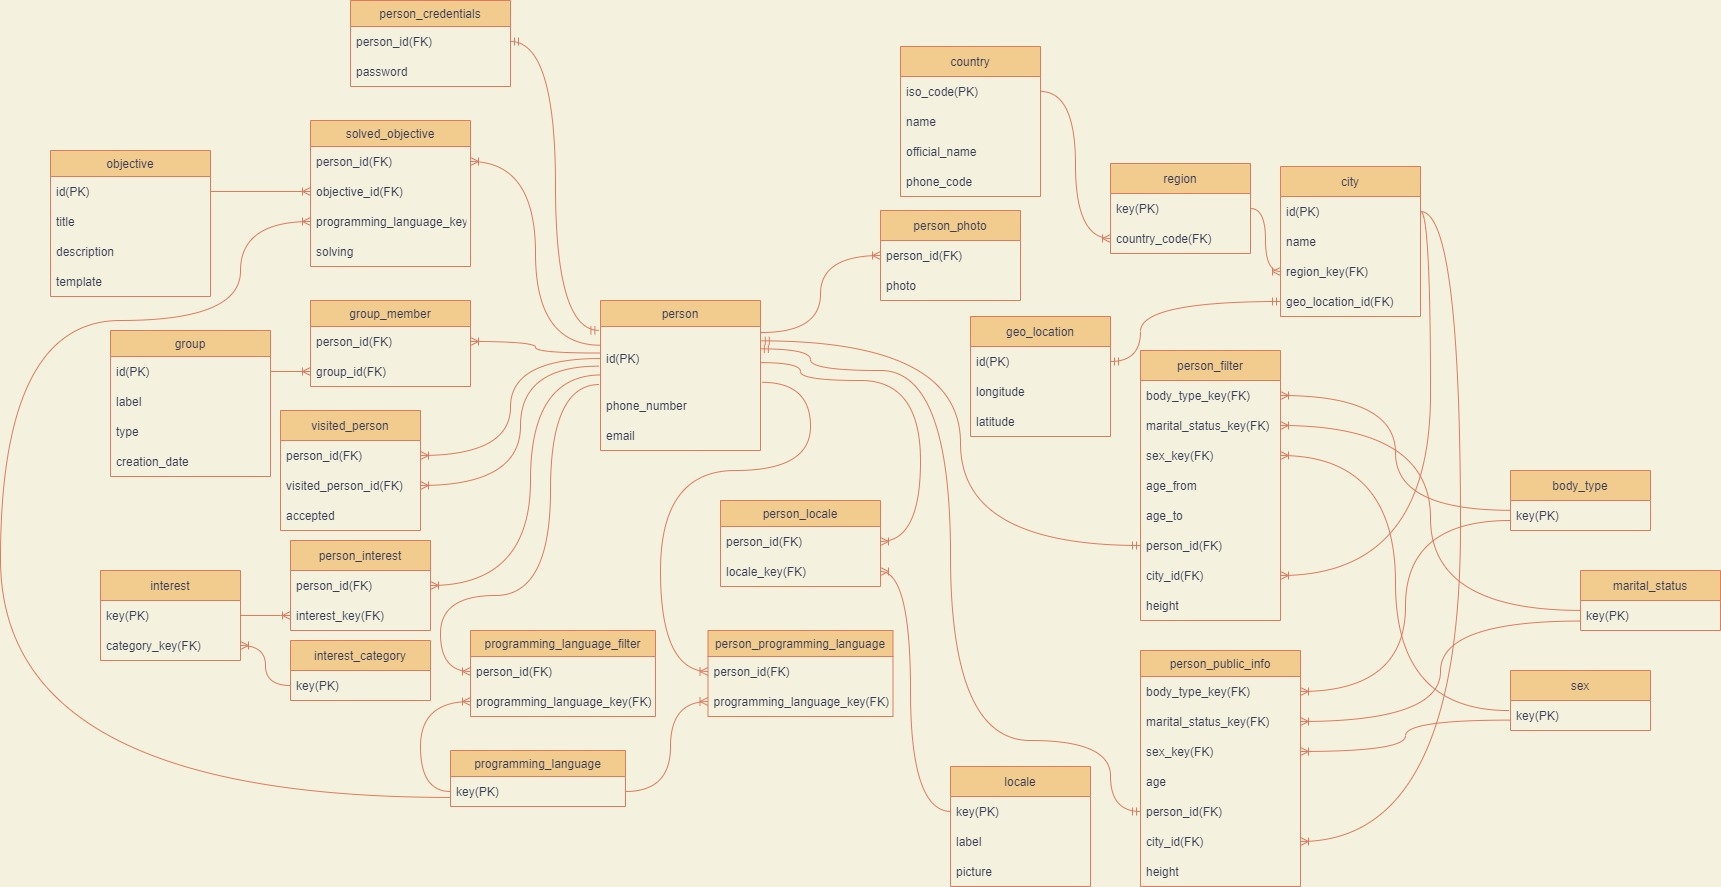 person_credentials
person_id(FK)
password
country
iso_code(PK)
name
official_name
phone_code
solved_objective
person_id(FK)
objective_id(FK)
programming_language_key
solving
objective
id(PK)
title
description
template
region
key(PK)
country_code(FK)
city
id(PK)
name
region_key(FK)
geo_location_id(FK)
person_photo
person_id(FK)
photo
group_member
person_id(FK)
group_id(FK)
person
id(PK)
phone_number
email
geo_location
id(PK)
longitude
latitude
group
id(PK)
label
type
creation_date
person_filter
body_type_key(FK)
marital_status_key(FK)
sex_key(FK)
age_from
age_to
person_id(FK)
city_id(FK)
height
visited_person
person_id(FK)
visited_person_id(FK)
accepted
body_type
key(PK)
person_locale
person_id(FK)
locale_key(FK)
person_interest
person_id(FK)
interest_key(FK)
interest
key(PK)
category_key(FK)
marital_status
key(PK)
interest_category
key(PK)
programming_language_filter
person_id(FK)
programming_language_key(FK)
person_programming_language
person_id(FK)
programming_language_key(FK)
person_public_info
body_type_key(FK)
marital_status_key(FK)
sex_key(FK)
age
person_id(FK)
city_id(FK)
height
sex
key(PK)
programming_language
key(PK)
locale
key(PK)
label
picture